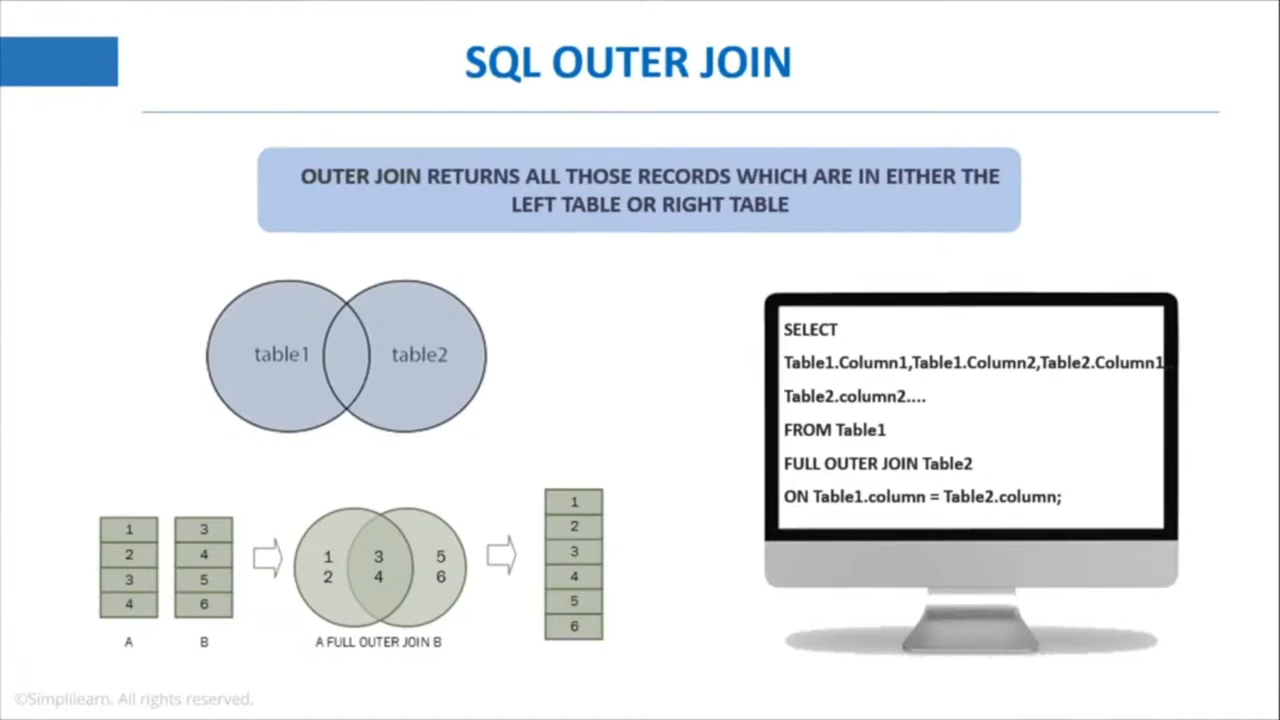 SQL OUTER JOIN
OUTER JOIN RETURNS ALL THOSE RECORDS WHICH ARE IN EITHER THE
LEFT TABLE OR RIGHT TABLE
table1
table2
SELECT
Table1.Column1,Table1.Column2,Table2.Column1.
Table2.column2....
FROM Table1
FULL OUTER JOIN Table2
ON Table1.column = Table2.column;
1
2
3
4
A
3
4
5
6
B
1
2
3
4
5
6
A FULL OUTER JOIN B
1
2
3
4
5
6
©Simplilearn. All rights reserved.